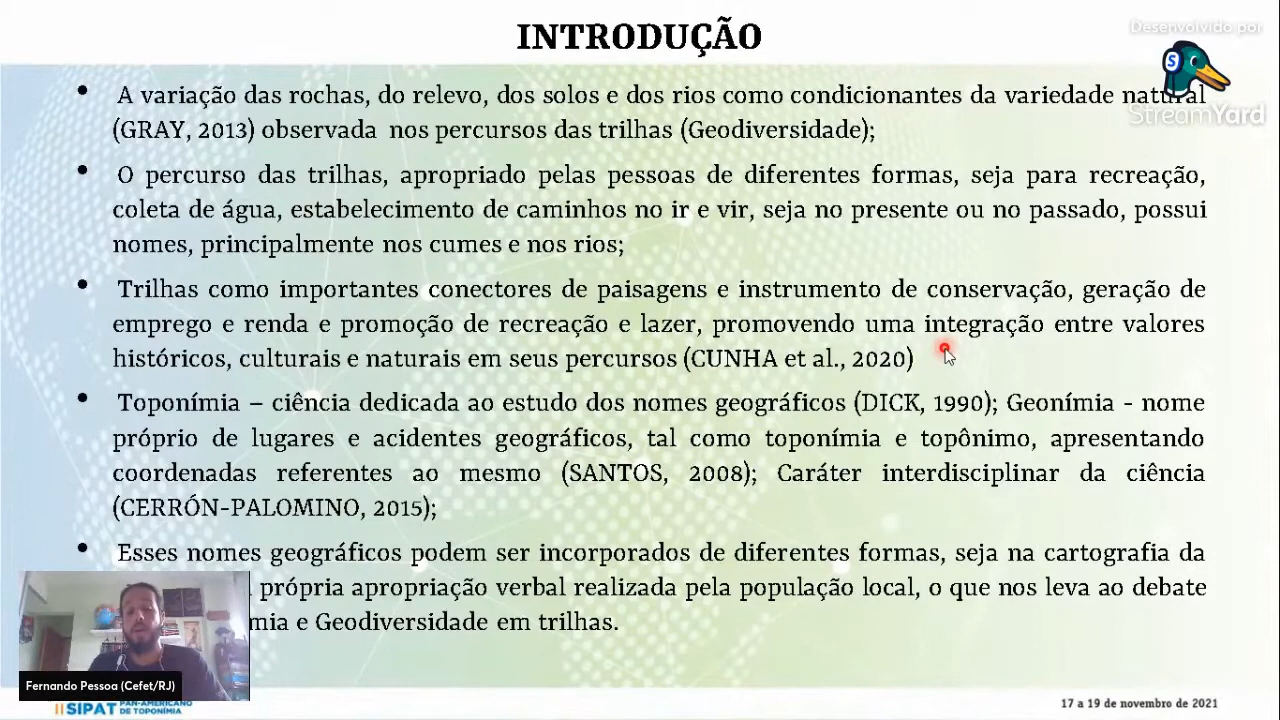 INTRODUÇÃO
Desenvolvido por
StreamYard
• A variação das rochas, do relevo, dos solos e dos rios como condicionantes da variedade natural
(GRAY, 2013) observada nos percursos das trilhas (Geodiversidade);
• O percurso das trilhas, apropriado pelas pessoas de diferentes formas, seja para recreação,
coleta de água, estabelecimento de caminhos no ir e vir, seja no presente ou no passado, possui
nomes, principalmente nos cumes e nos rios;
• Trilhas como importantes conectores de paisagens e instrumento de conservação, geração de
emprego e renda e promoção de recreação e lazer, promovendo uma integração entre valores
históricos, culturais e naturais em seus percursos (CUNHA et al., 2020)
• Toponímia – ciência dedicada ao estudo dos nomes geográficos (DICK, 1990); Geonímia - nome
próprio de lugares e acidentes geográficos, tal como toponímia e topônimo, apresentando
coordenadas referentes ao mesmo (SANTOS, 2008); Caráter interdisciplinar da ciência
(CERRÓN-PALOMINO, 2015);
• Esses nomes geográficos podem ser incorporados de diferentes formas, seja na cartografia da
própria apropriação verbal realizada pela população local, o que nos leva ao debate
mia e Geodiversidade em trilhas.
Fernando Pessoa (Cefet/RJ)
II SIPAT PAN-AMERICANO
DE TOPONÍMIA
17 a 19 de novembro de 2021